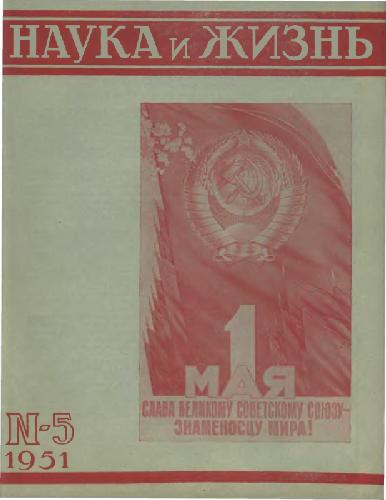 НАУКА и ЖИЗНЬ
1
МАЯ
СЛАВА ВЕЛИКОМУ СОВЕТСКОМУ СОЮЗУ-
ЗНАМЕНОСЦУ МИРА!
N-5
1951